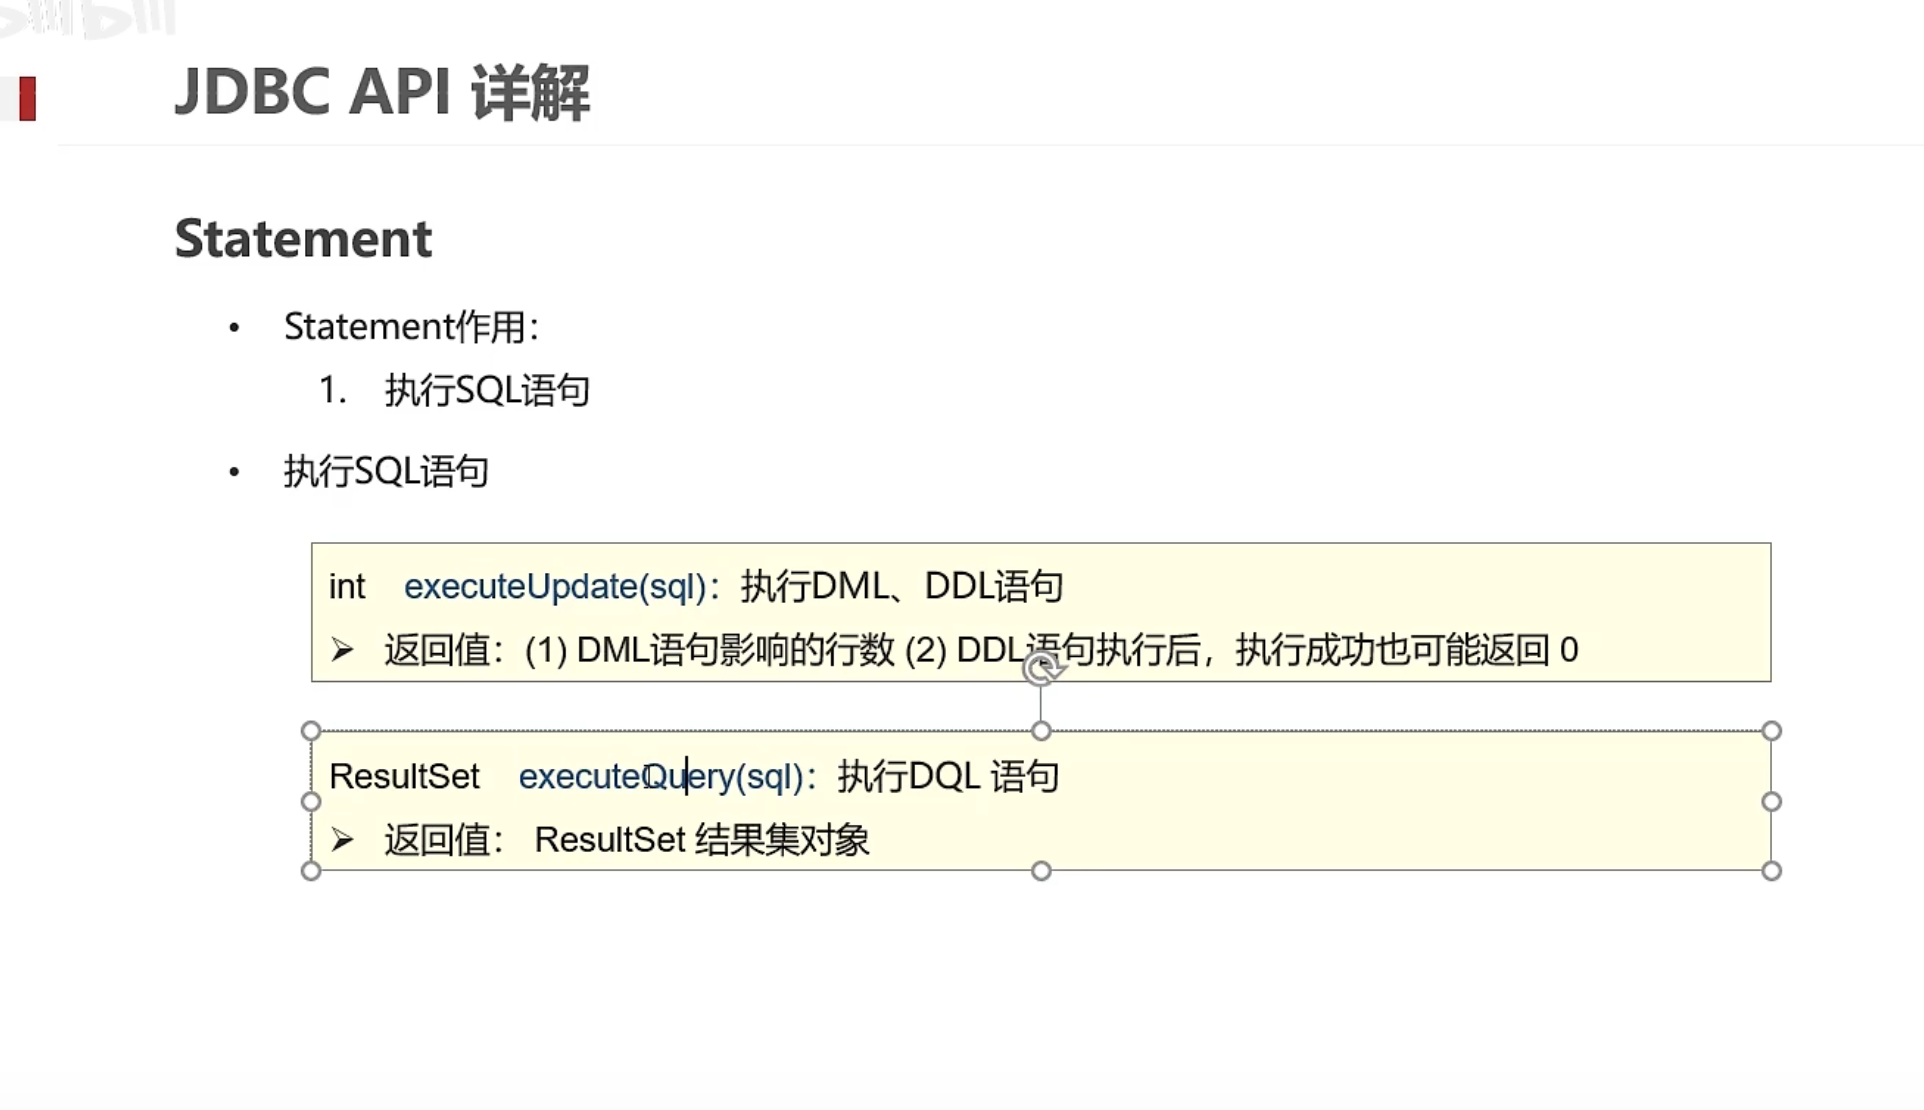 JDBC API 详解
Statement
• Statement作用：
1. 执行SQL语句
• 执行SQL语句
int executeUpdate(sql)：执行DML、DDL语句
➢ 返回值：(1) DML语句影响的行数 (2) DDL语句执行后，执行成功也可能返回 0
ResultSet executeQuery(sql)：执行DQL 语句
➢ 返回值： ResultSet 结果集对象